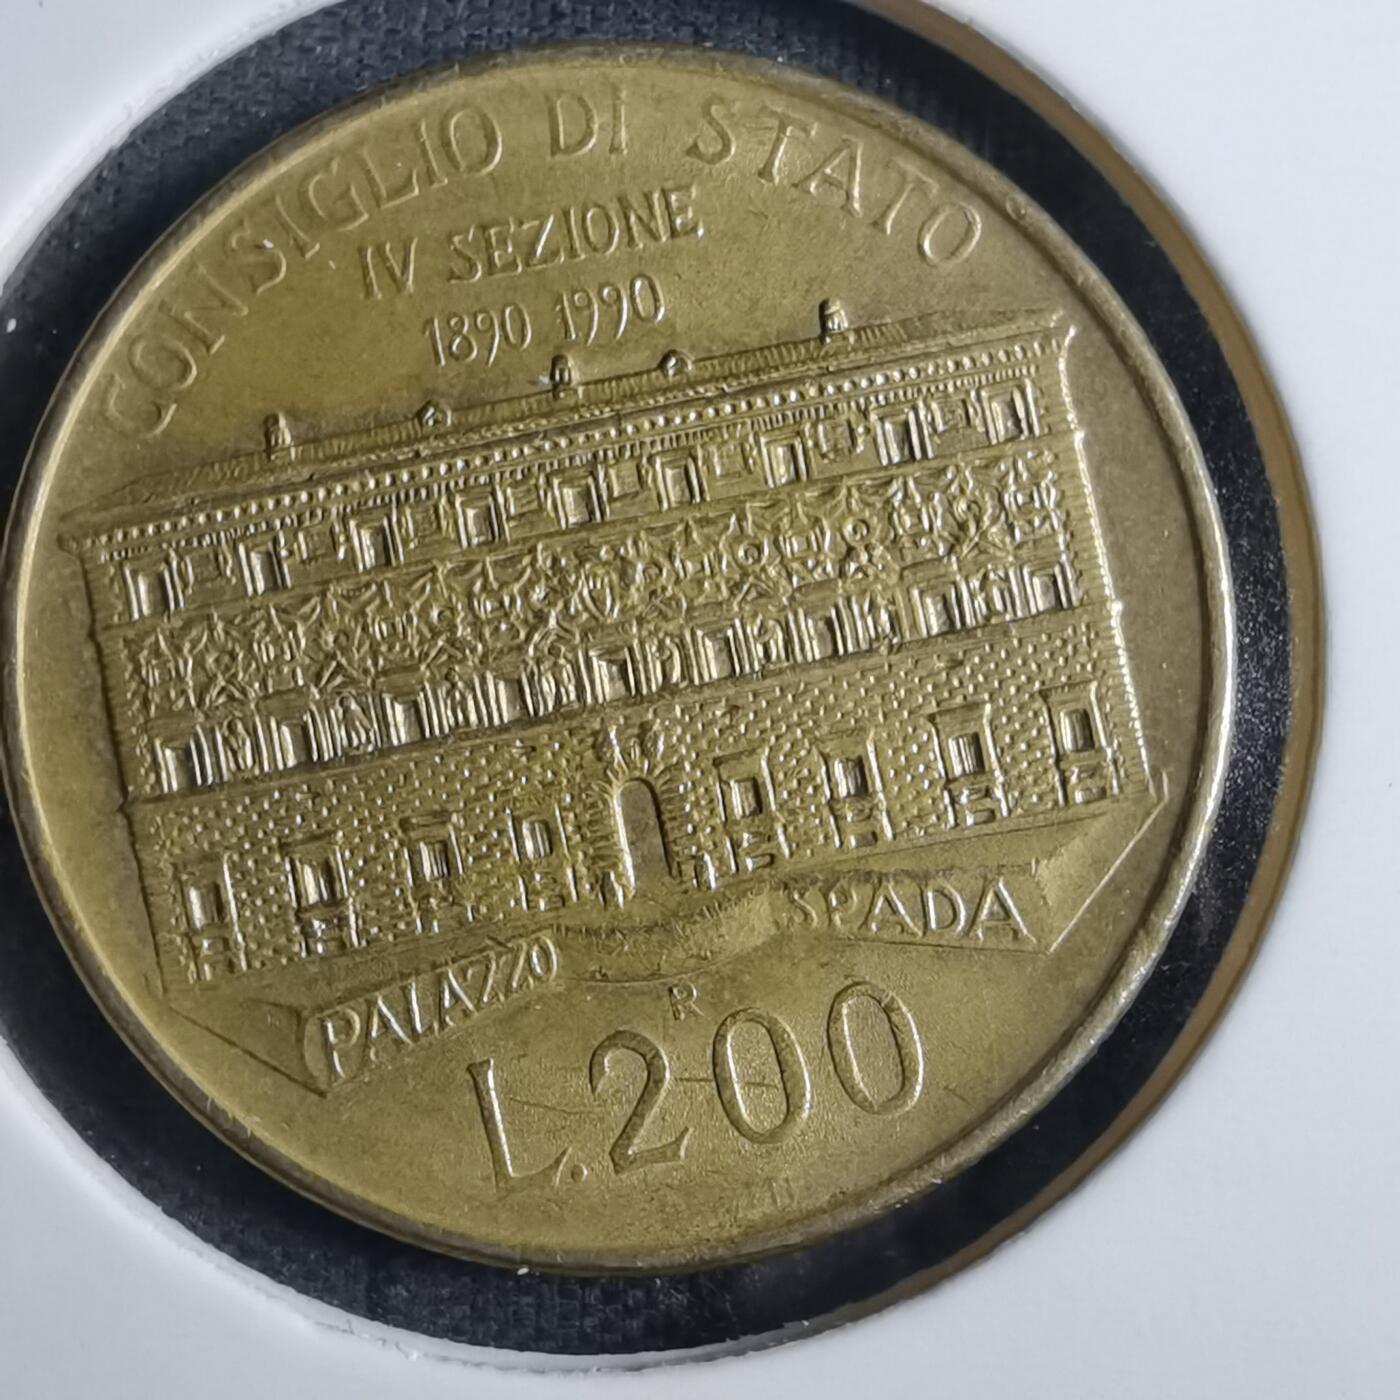 CONSIGLIO DI STATO
IV SEZIONE
1890 1990
PALAZZO SPADA
R
L.200